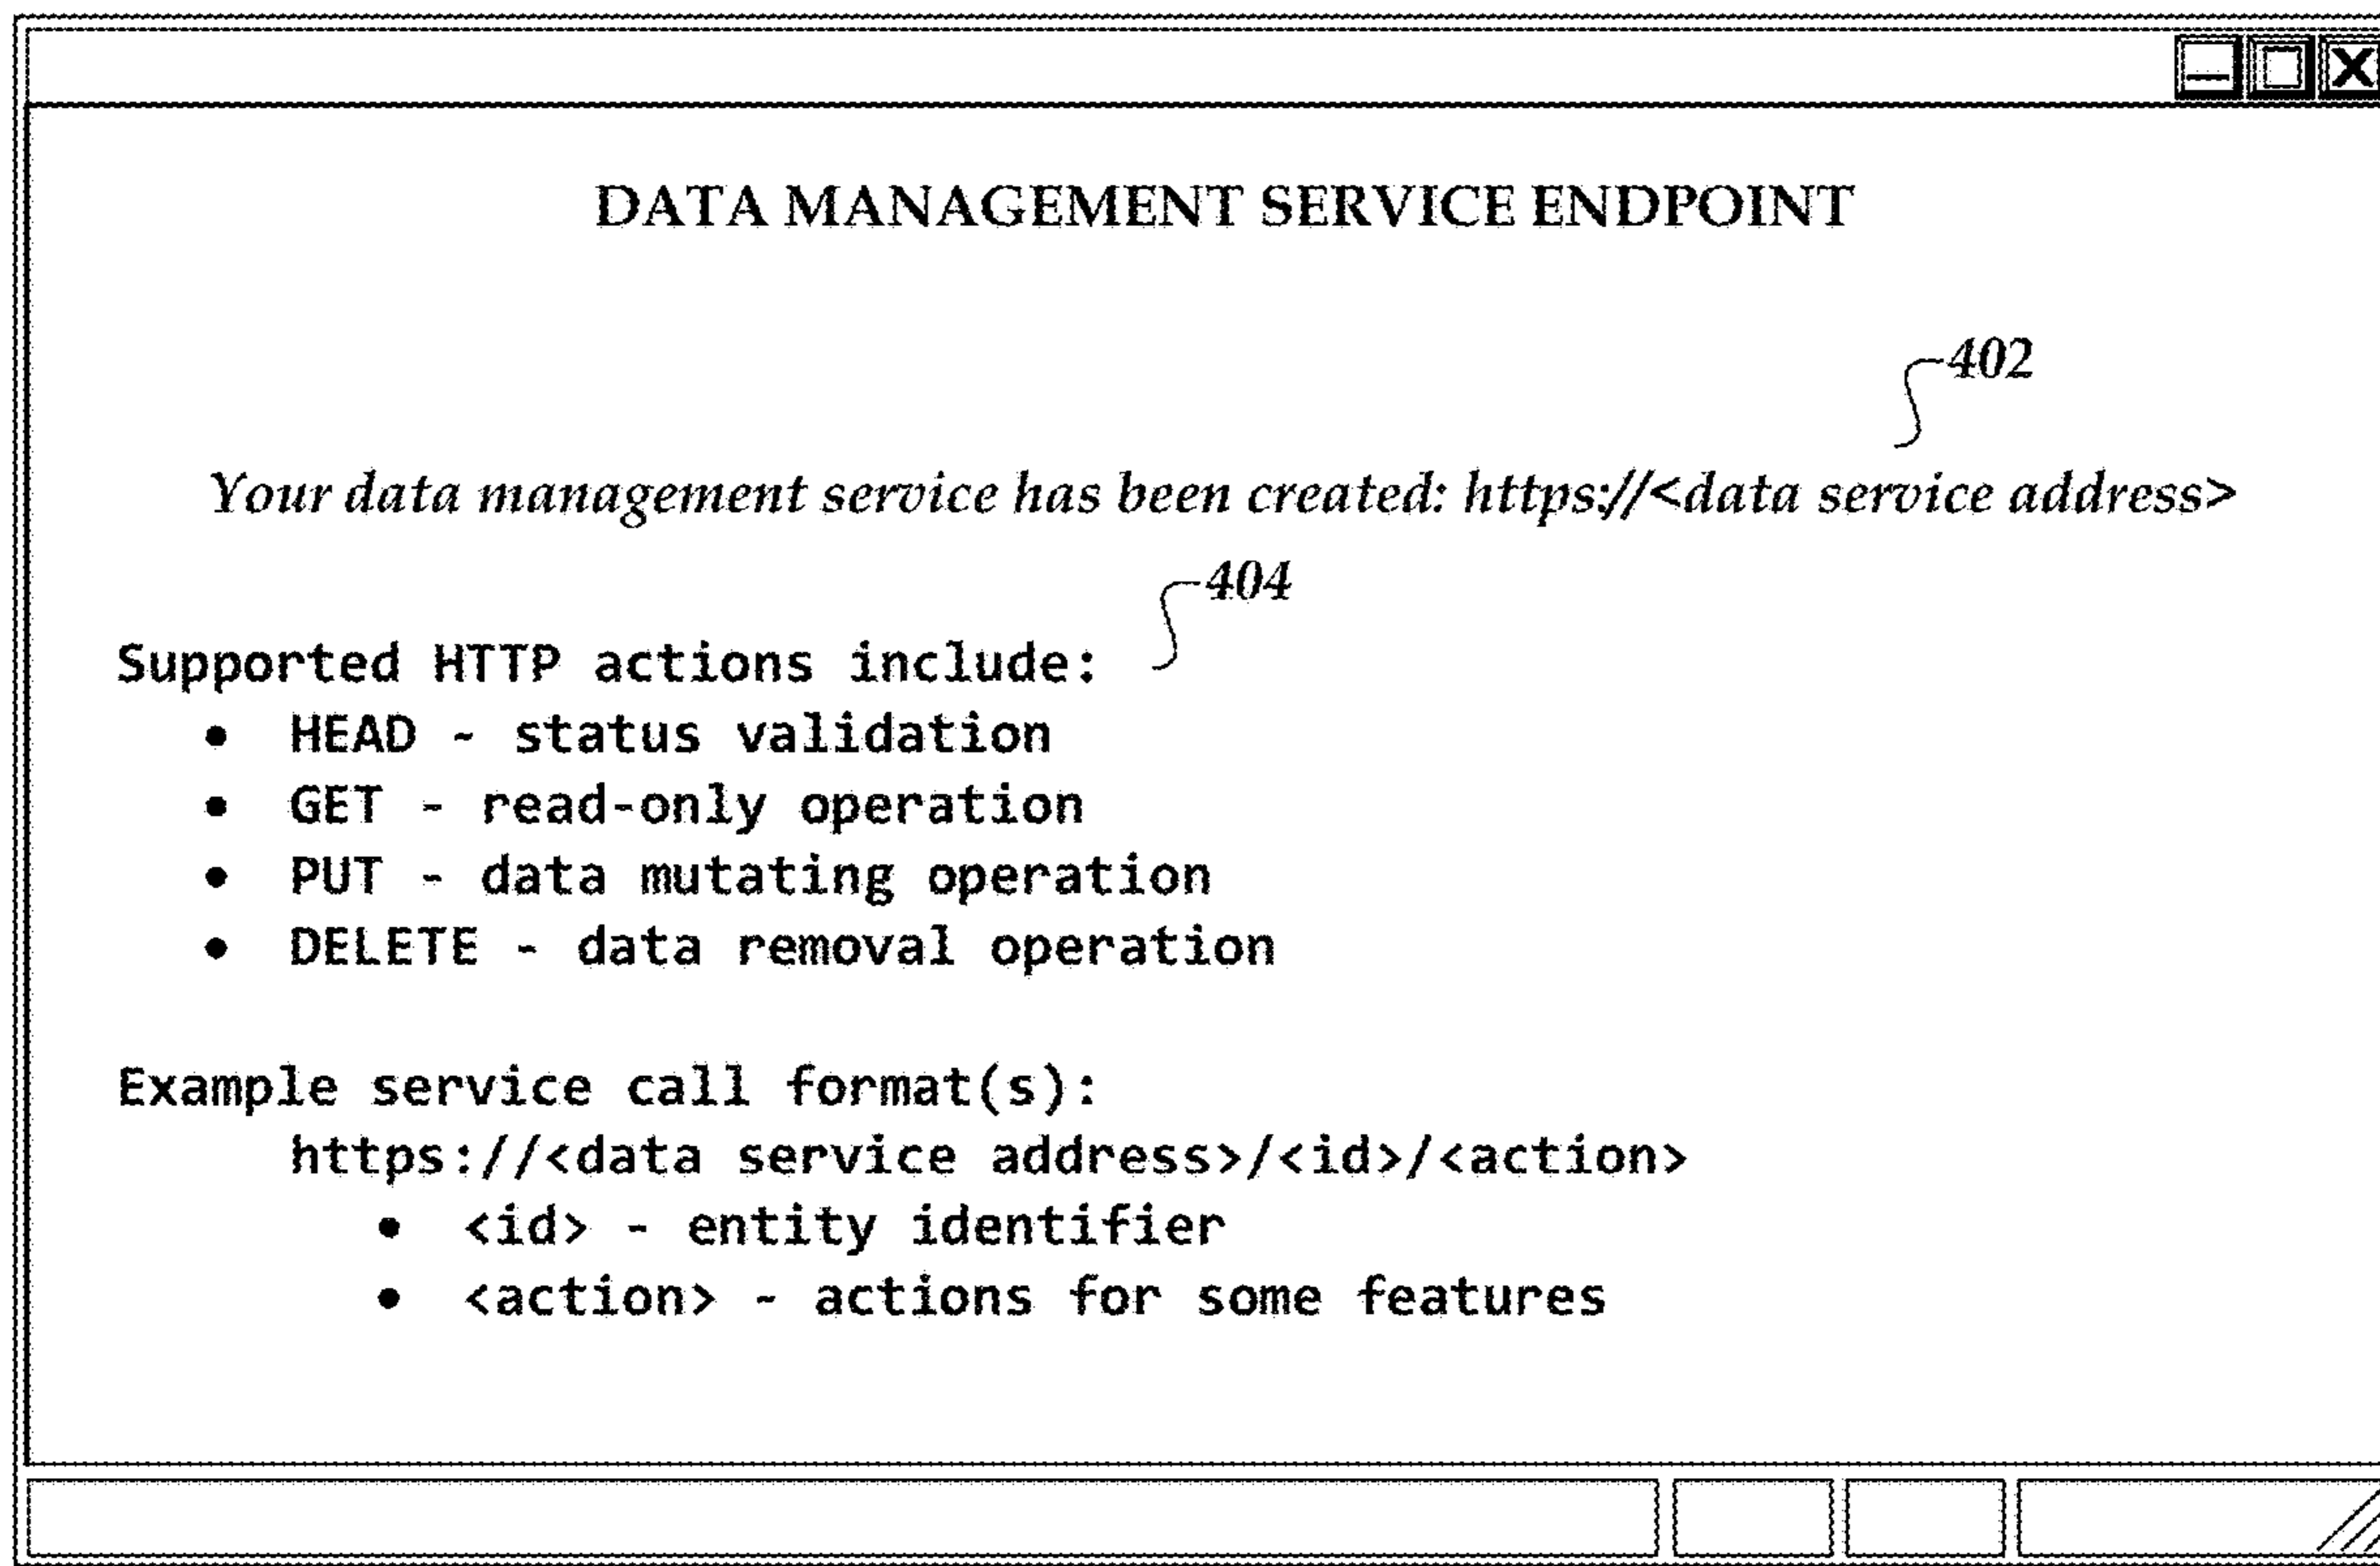 DATA MANAGEMENT SERVICE ENDPOINT
402
Your data management service has been created: https://<data service address>
404
Supported HTTP actions include:
• HEAD - status validation
• GET - read-only operation
• PUT - data mutating operation
• DELETE - data removal operation
Example service call format(s):
https://<data service address>/<id>/<action>
• <id> - entity identifier
• <action> - actions for some features